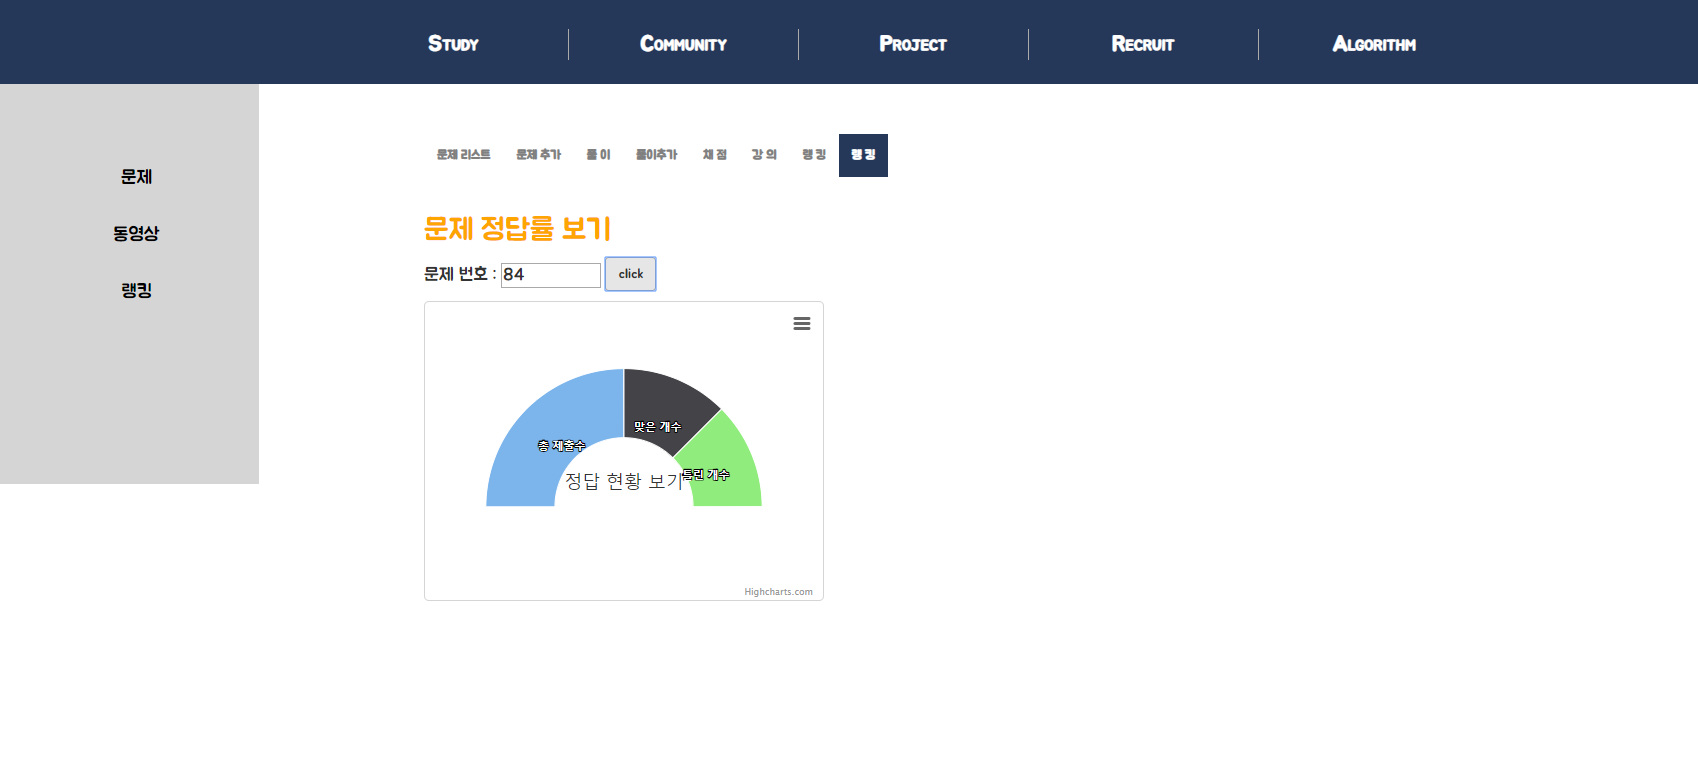 Study Community Project Recruit Algorithm
문제
동영상
랭킹
문제 리스트 문제 추가 풀 이 풀이추가 채 점 강 의 랭 킹 랭 킹
문제 정답률 보기
문제 번호 : 84 click
맞은 개수
총 제출수
틀린 개수
정답 현황 보기
Highcharts.com